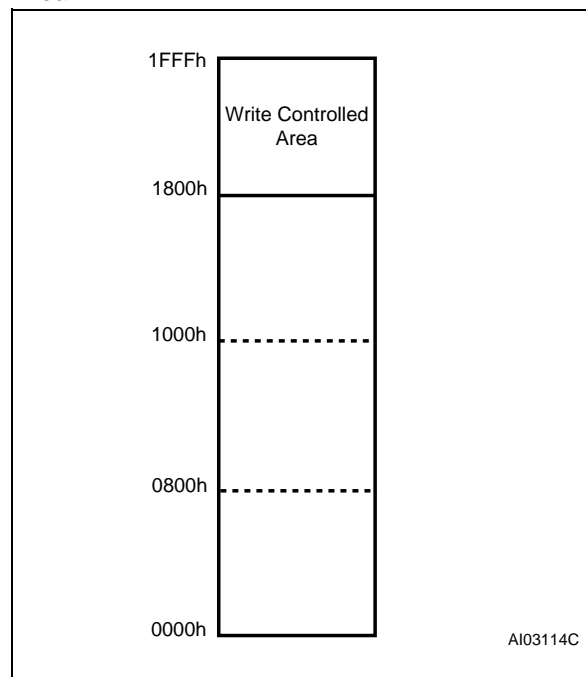 1FFFh
Write Controlled
Area
1800h
1000h
0800h
0000h
AI03114C